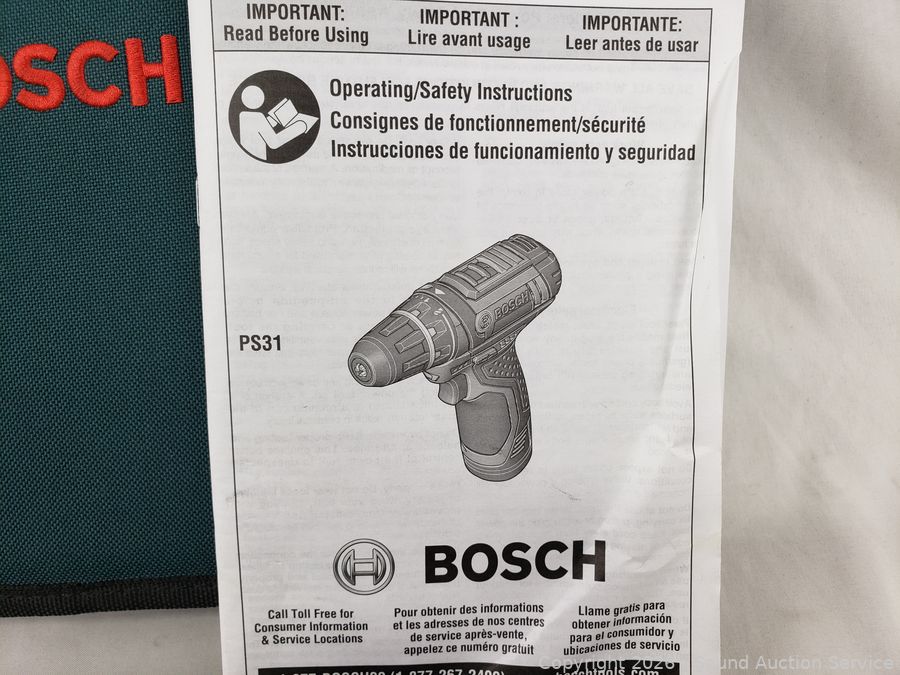 OSCH
IMPORTANT:
Read Before Using
IMPORTANT :
Lire avant usage
IMPORTANTE:
Leer antes de usar
Operating/Safety Instructions
Consignes de fonctionnement/sécurité
Instrucciones de funcionamiento y seguridad
BOSCH
PS31
BOSCH
Call Toll Free for
Consumer Information
& Service Locations
Pour obtenir des informations
et les adresses de nos centres
de service après-vente,
appelez ce numéro gratuit
Llame gratis para
obtener información
para el consumidor y
ubicaciones de servicio
Auction Service